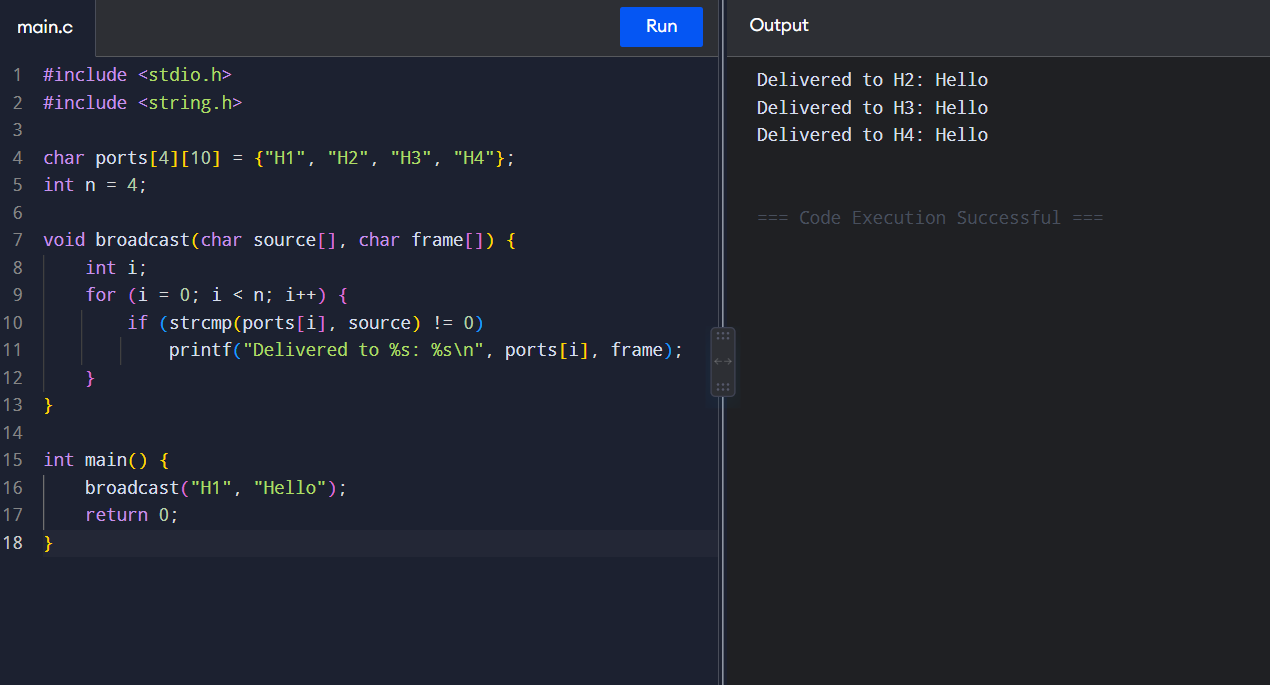 main.c
Run
Output
1 #include <stdio.h>
2 #include <string.h>
3
4 char ports[4][10] = {"H1", "H2", "H3", "H4"};
5 int n = 4;
6
7 void broadcast(char source[], char frame[]) {
8     int i;
9     for (i = 0; i < n; i++) {
10         if (strcmp(ports[i], source) != 0)
11             printf("Delivered to %s: %s\n", ports[i], frame);
12     }
13 }
14
15 int main() {
16     broadcast("H1", "Hello");
17     return 0;
18 }
Delivered to H2: Hello
Delivered to H3: Hello
Delivered to H4: Hello
=== Code Execution Successful ===